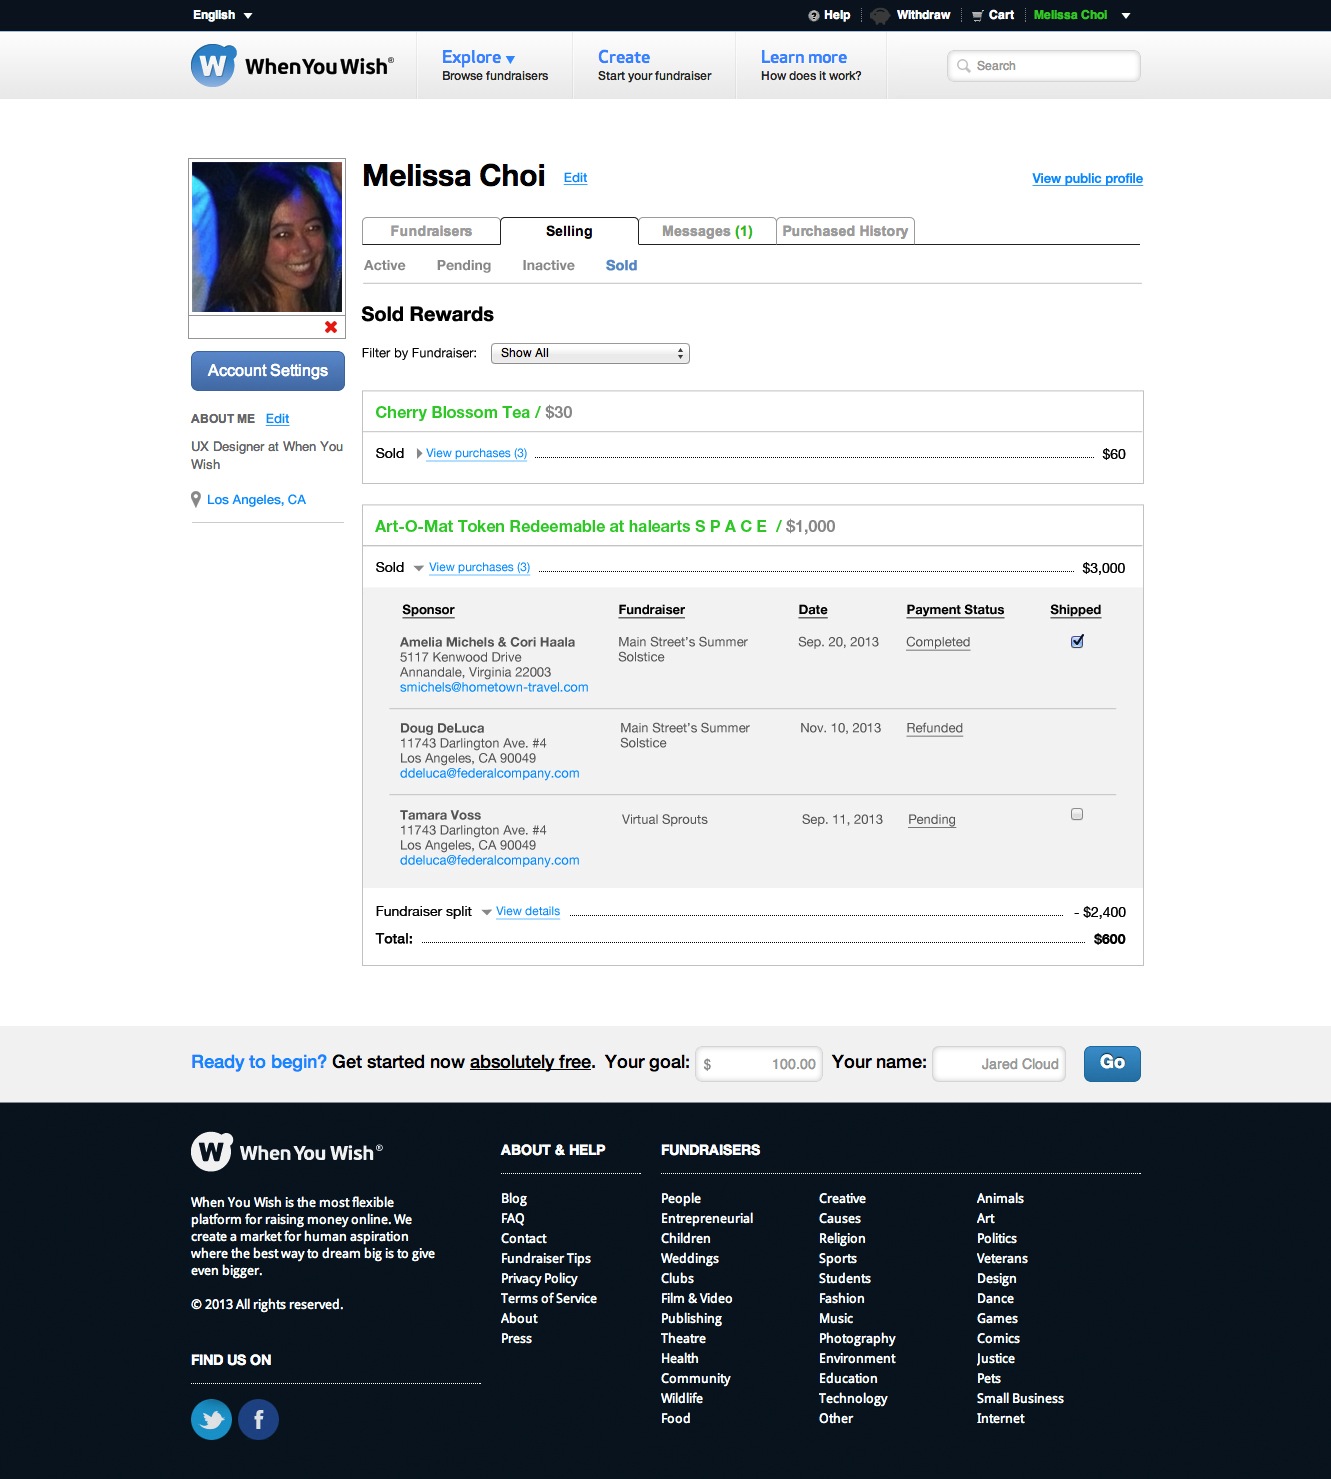 English
Help
Withdraw
Cart
Melissa Choi
W WhenYouWish®
Explore
Browse fundraisers
Create
Start your fundraiser
Learn more
How does it work?
Search
Melissa Choi Edit
View public profile
Fundraisers
Selling
Messages (1)
Purchased History
Active
Pending
Inactive
Sold
Account Settings
ABOUT ME Edit
UX Designer at When You
Wish
Los Angeles, CA
Sold Rewards
Filter by Fundraiser: Show All
Cherry Blossom Tea / $30
Sold View purchases (3) $60
Art-O-Mat Token Redeemable at halearts S P A C E / $1,000
Sold View purchases (3) $3,000
Sponsor Fundraiser Date Payment Status Shipped
Amelia Michels & Cori Haala Main Street's Summer Sep. 20, 2013 Completed
5117 Kenwood Drive Solstice
Annandale, Virginia 22003
smichels@hometown-travel.com
Doug DeLuca Main Street's Summer Nov. 10, 2013 Refunded
11743 Darlington Ave. #4 Solstice
Los Angeles, CA 90049
ddeluca@federalcompany.com
Tamara Voss Virtual Sprouts Sep. 11, 2013 Pending
11743 Darlington Ave. #4
Los Angeles, CA 90049
ddeluca@federalcompany.com
Fundraiser split View details - $2,400
Total: $600
Ready to begin? Get started now absolutely free. Your goal: $ 100.00 Your name: Jared Cloud Go
W When You Wish®
When You Wish is the most flexible
platform for raising money online. We
create a market for human aspiration
where the best way to dream big is to give
even bigger.
© 2013 All rights reserved.
FIND US ON
f
ABOUT & HELP
Blog
FAQ
Contact
Fundraiser Tips
Privacy Policy
Terms of Service
About
Press
FUNDRAISERS
People
Entrepreneurial
Children
Weddings
Clubs
Film & Video
Publishing
Theatre
Health
Community
Wildlife
Food
Creative
Causes
Religion
Sports
Students
Fashion
Music
Photography
Environment
Education
Technology
Other
Animals
Art
Politics
Veterans
Design
Dance
Games
Comics
Justice
Pets
Small Business
Internet